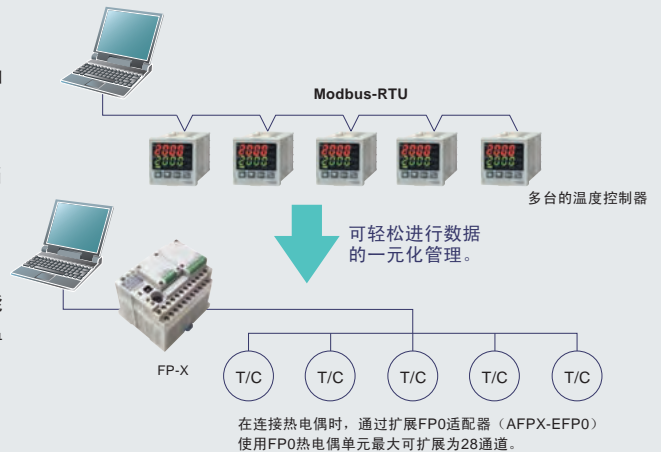 Modbus-RTU
多台的温度控制器
可轻松进行数据
的一元化管理。
FP-X
T/C
T/C
T/C
T/C
T/C
在连接热电偶时，通过扩展FP0适配器（AFPX-EFP0）
使用FP0热电偶单元最大可扩展为28通道。